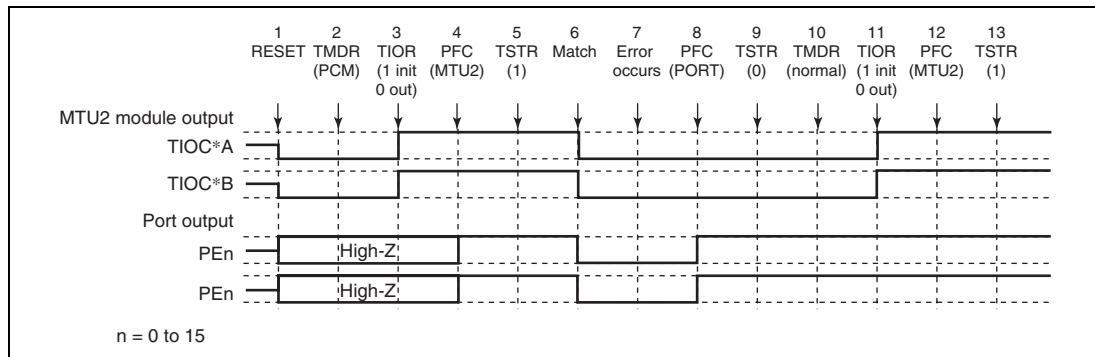 1 2 3 4 5 6 7 8 9 10 11 12 13
RESET TMDR TIOR PFC TSTR Match Error PFC TSTR TMDR TIOR PFC TSTR
(PCM) (1 init (MTU2) (1) occurs (PORT) (0) (normal) (1 init (MTU2) (1)
0 out) 0 out)
MTU2 module output
TIOC*A
TIOC*B
Port output
PEn High-Z
PEn High-Z
n = 0 to 15